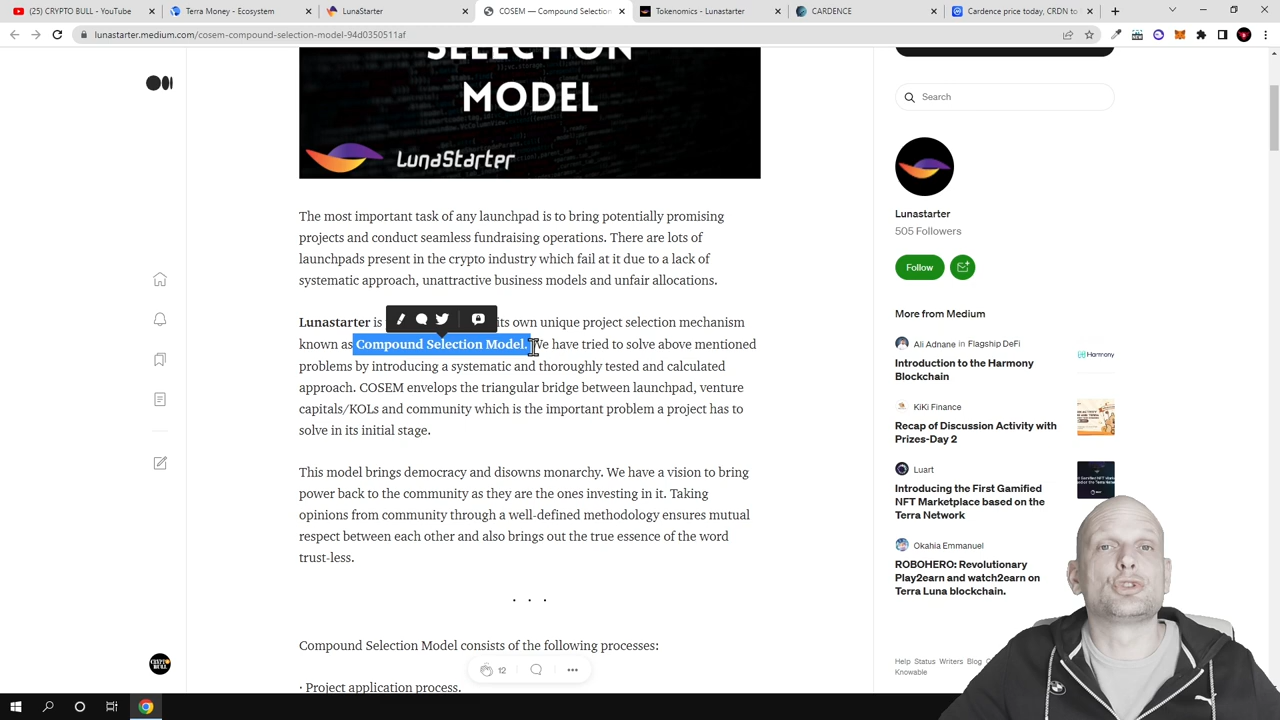 (25) CRYPTO BULL - YouTube
Terra Money - Ecosystem
LunaStarter
COSEM — Compound Selection
Tokenomics - Lunastarter
CARDENCE
Cardence price today, CRDN to
lunastarter.medium.com/cosem-compound-selection-model-94d0350511af
SELECTION
MODEL
LunaStarter
The most important task of any launchpad is to bring potentially promising
projects and conduct seamless fundraising operations. There are lots of
launchpads present in the crypto industry which fail at it due to a lack of
systematic approach, unattractive business models and unfair allocations.
Lunastarter is its own unique project selection mechanism
known as Compound Selection Model. We have tried to solve above mentioned
problems by introducing a systematic and thoroughly tested and calculated
approach. COSEM envelops the triangular bridge between launchpad, venture
capitals/KOLs and community which is the important problem a project has to
solve in its initial stage.
This model brings democracy and disowns monarchy. We have a vision to bring
power back to the community as they are the ones investing in it. Taking
opinions from community through a well-defined methodology ensures mutual
respect between each other and also brings out the true essence of the word
trust-less.
. . .
Compound Selection Model consists of the following processes:
· Project application process.
12
CRYPTO
BULL
Search
Lunastarter
505 Followers
Follow
More from Medium
Ali Adnane in Flagship DeFi
Introduction to the Harmony
Blockchain
Harmony
KiKi Finance
Recap of Discussion Activity with
Prizes-Day 2
Luart
Introducing the First Gamified
NFT Marketplace based on the
Terra Network
Okahia Emmanuel
ROBOHERO: Revolutionary
Play2earn and watch2earn on
Terra Luna blockchain.
Help Status Writers Blog
Knowable